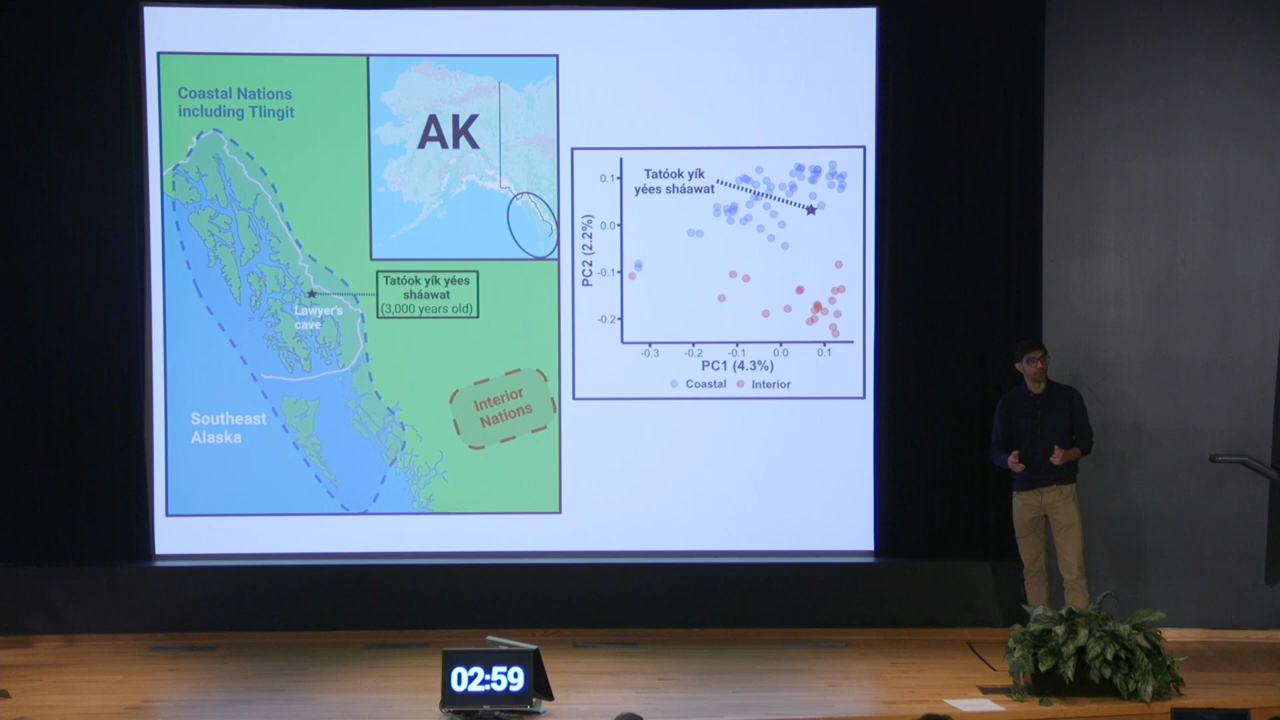 Coastal Nations
including Tlingit
AK
Tatóok yík yées
sháawat
(3,000 years old)
Lawyer's
cave
Interior
Nations
Southeast
Alaska
Tatóok yík
yées sháawat
0.1
0.0
-0.1
-0.2
PC2 (2.2%)
-0.3
-0.2
-0.1
0.0
0.1
PC1 (4.3%)
Coastal
Interior
02:59